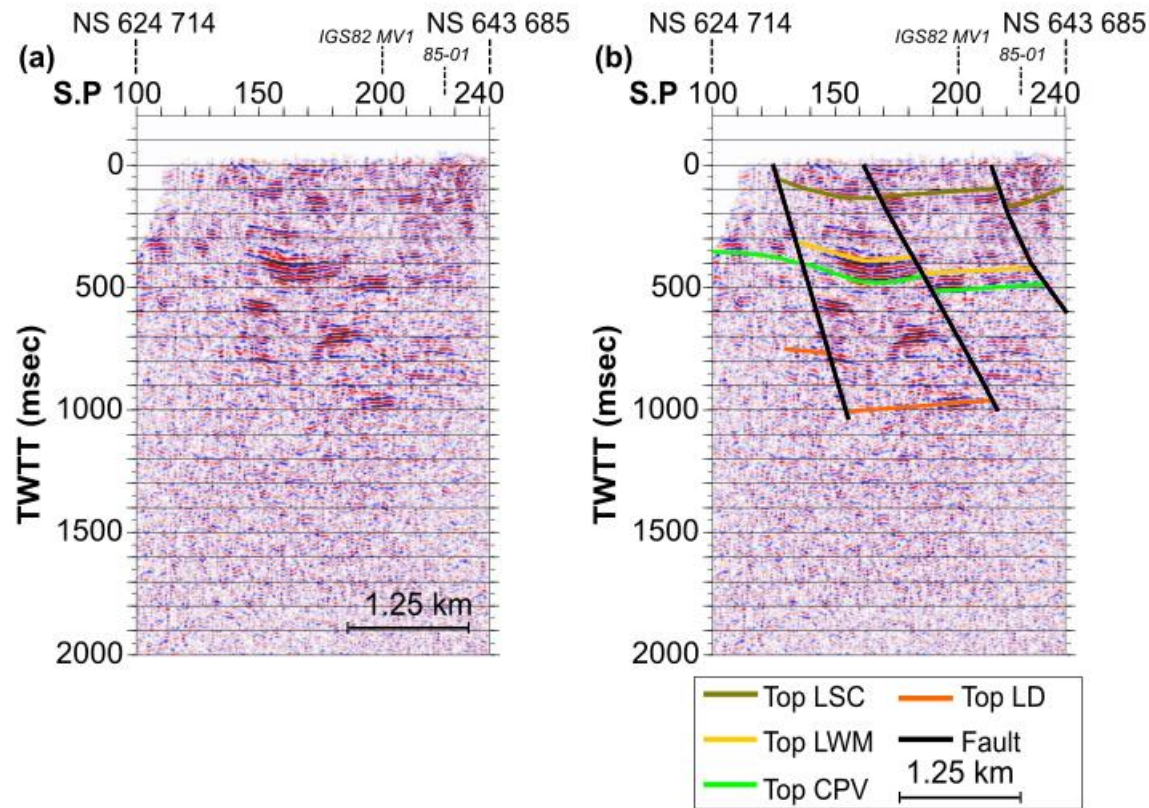 NS 624 714 NS 643 685
IGS82 MV1
85-01
(a)
S.P
100 150 200 240
0
500
1000
1500
2000
TWTT (msec)
1.25 km
NS 624 714 NS 643 685
IGS82 MV1
85-01
(b)
S.P
100 150 200 240
0
500
1000
1500
2000
TWTT (msec)
Top LSC Top LD
Top LWM Fault
Top CPV 1.25 km